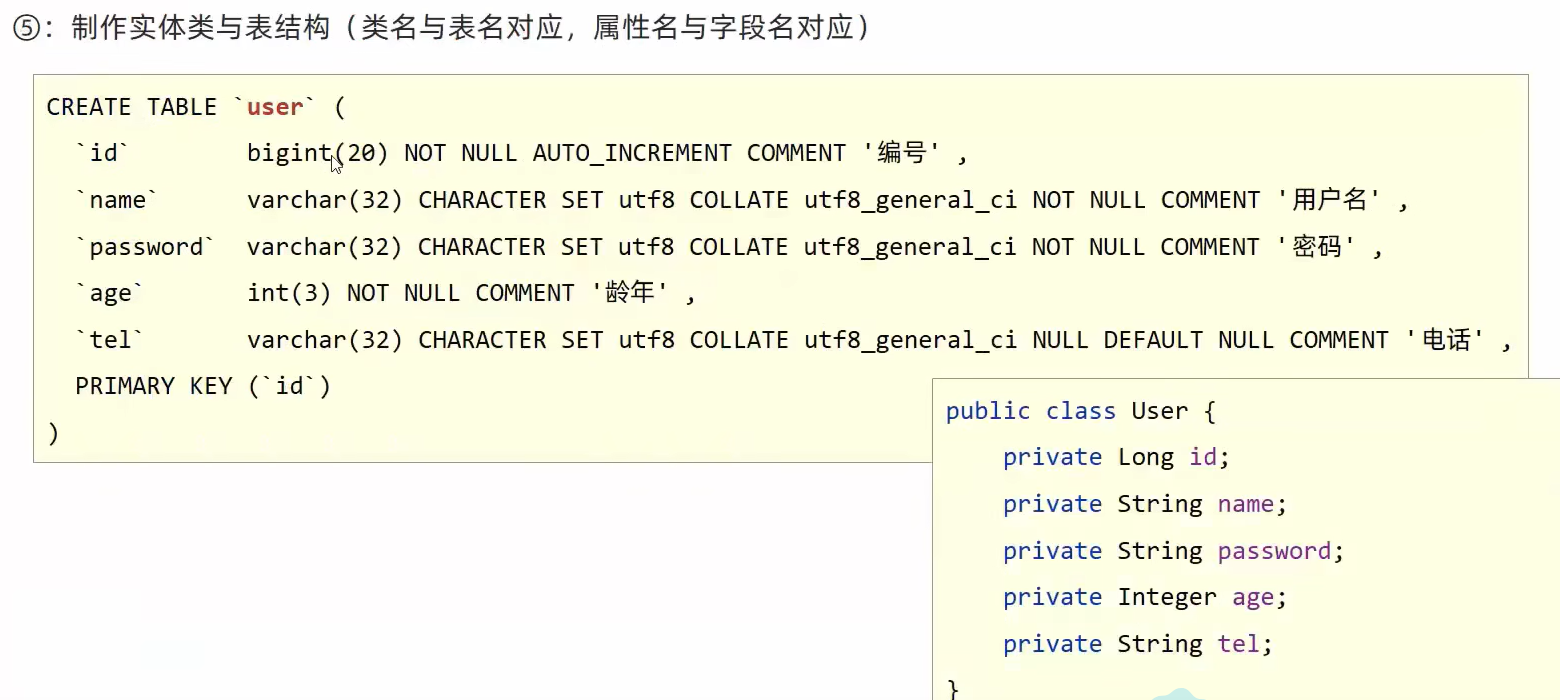 ⑤：制作实体类与表结构（类名与表名对应，属性名与字段名对应）
CREATE TABLE `user` (
`id` bigint(20) NOT NULL AUTO_INCREMENT COMMENT '编号' ,
`name` varchar(32) CHARACTER SET utf8 COLLATE utf8_general_ci NOT NULL COMMENT '用户名' ,
`password` varchar(32) CHARACTER SET utf8 COLLATE utf8_general_ci NOT NULL COMMENT '密码' ,
`age` int(3) NOT NULL COMMENT '龄年' ,
`tel` varchar(32) CHARACTER SET utf8 COLLATE utf8_general_ci NULL DEFAULT NULL COMMENT '电话' ,
PRIMARY KEY (`id`)
)
public class User {
private Long id;
private String name;
private String password;
private Integer age;
private String tel;
}